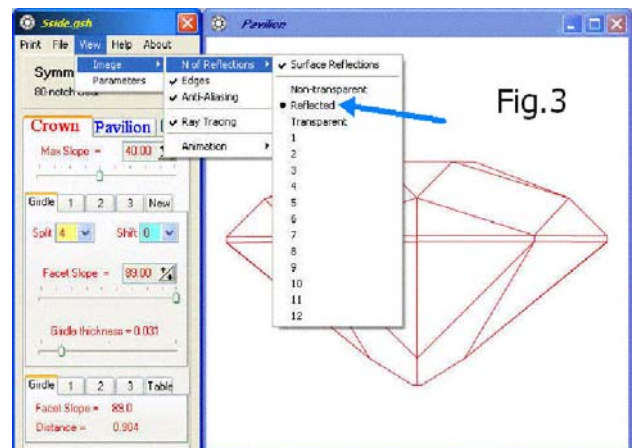 5side.gsh
Pavilion
Print File View Help About
Image
Parameters
N of Reflections
Edges
Anti-Aliasing
Ray Tracing
Animation
Surface Reflections
Non-transparent
Reflected
Transparent
1
2
3
4
5
6
7
8
9
10
11
12
Fig.3
Symm
80-notch
Crown Pavilion
Max Slope = 40.00
Girdle 1 2 3 New
Split 4 Shift 0
Facet Slope = 89.00
Girdle thickness = 0.031
Girdle 1 2 3 Table
Facet Slope = 89.0
Distance = 0.904